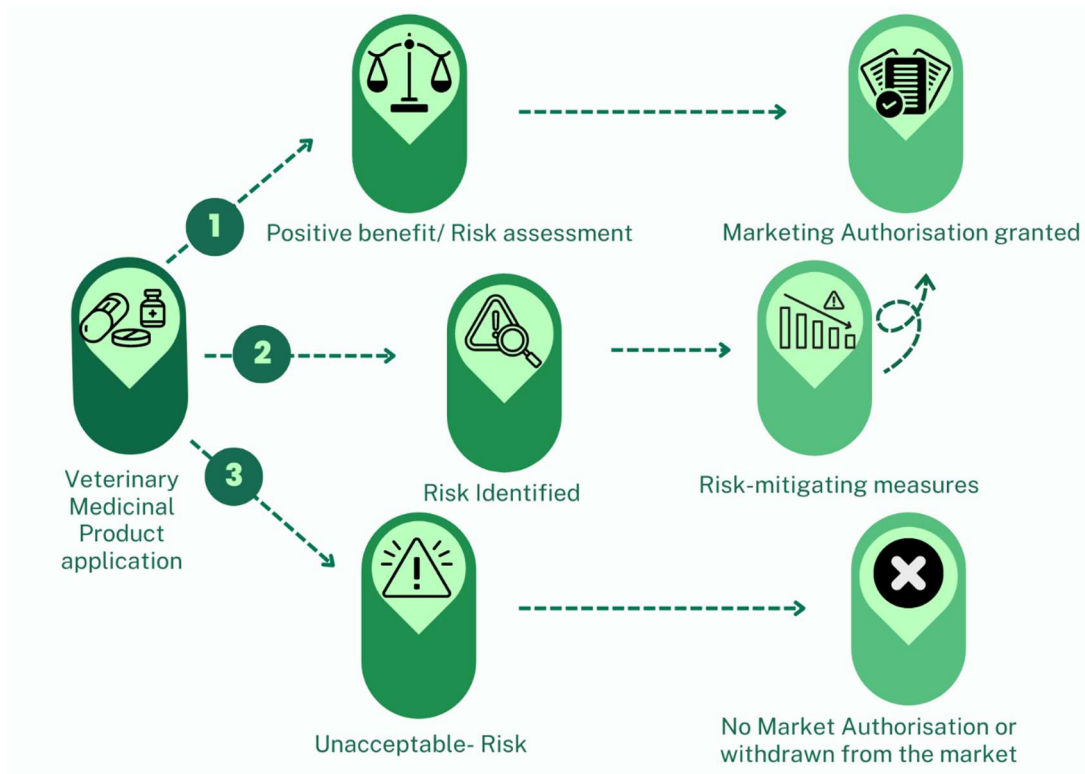 1
Positive benefit/ Risk assessment
Marketing Authorisation granted
2
Veterinary
Medicinal
Product
application
Risk Identified
Risk-mitigating measures
3
Unacceptable- Risk
No Market Authorisation or
withdrawn from the market